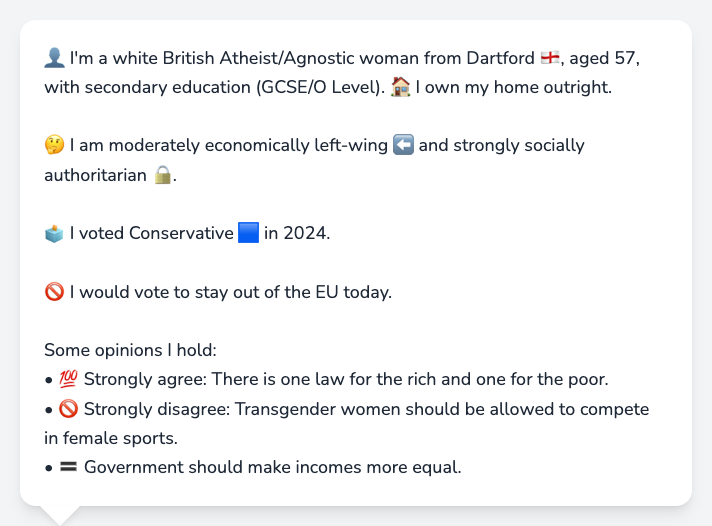 👤 I'm a white British Atheist/Agnostic woman from Dartford 🏴󠁧󠁢󠁥󠁮󠁧󠁿, aged 57,
with secondary education (GCSE/O Level). 🏠 I own my home outright.
🤔 I am moderately economically left-wing ⬅️ and strongly socially
authoritarian 🔒.
🗳️ I voted Conservative 🟦 in 2024.
🚫 I would vote to stay out of the EU today.
Some opinions I hold:
• 💯 Strongly agree: There is one law for the rich and one for the poor.
• 🚫 Strongly disagree: Transgender women should be allowed to compete
in female sports.
• 🟰 Government should make incomes more equal.